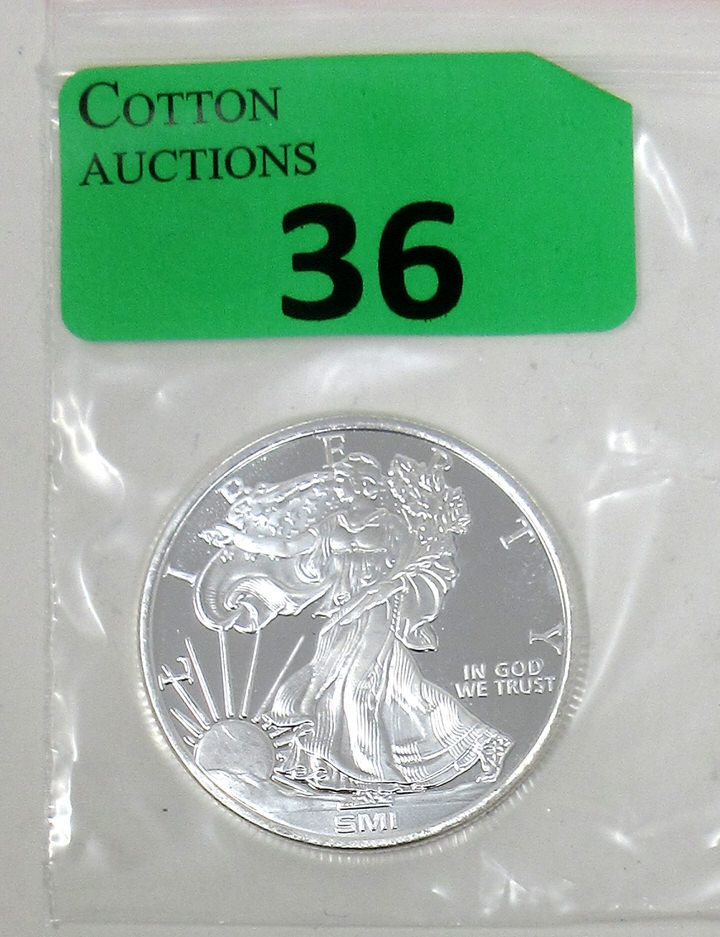 COTTON
AUCTIONS
36
LIBERTY
IN GOD
WE TRUST
SMI